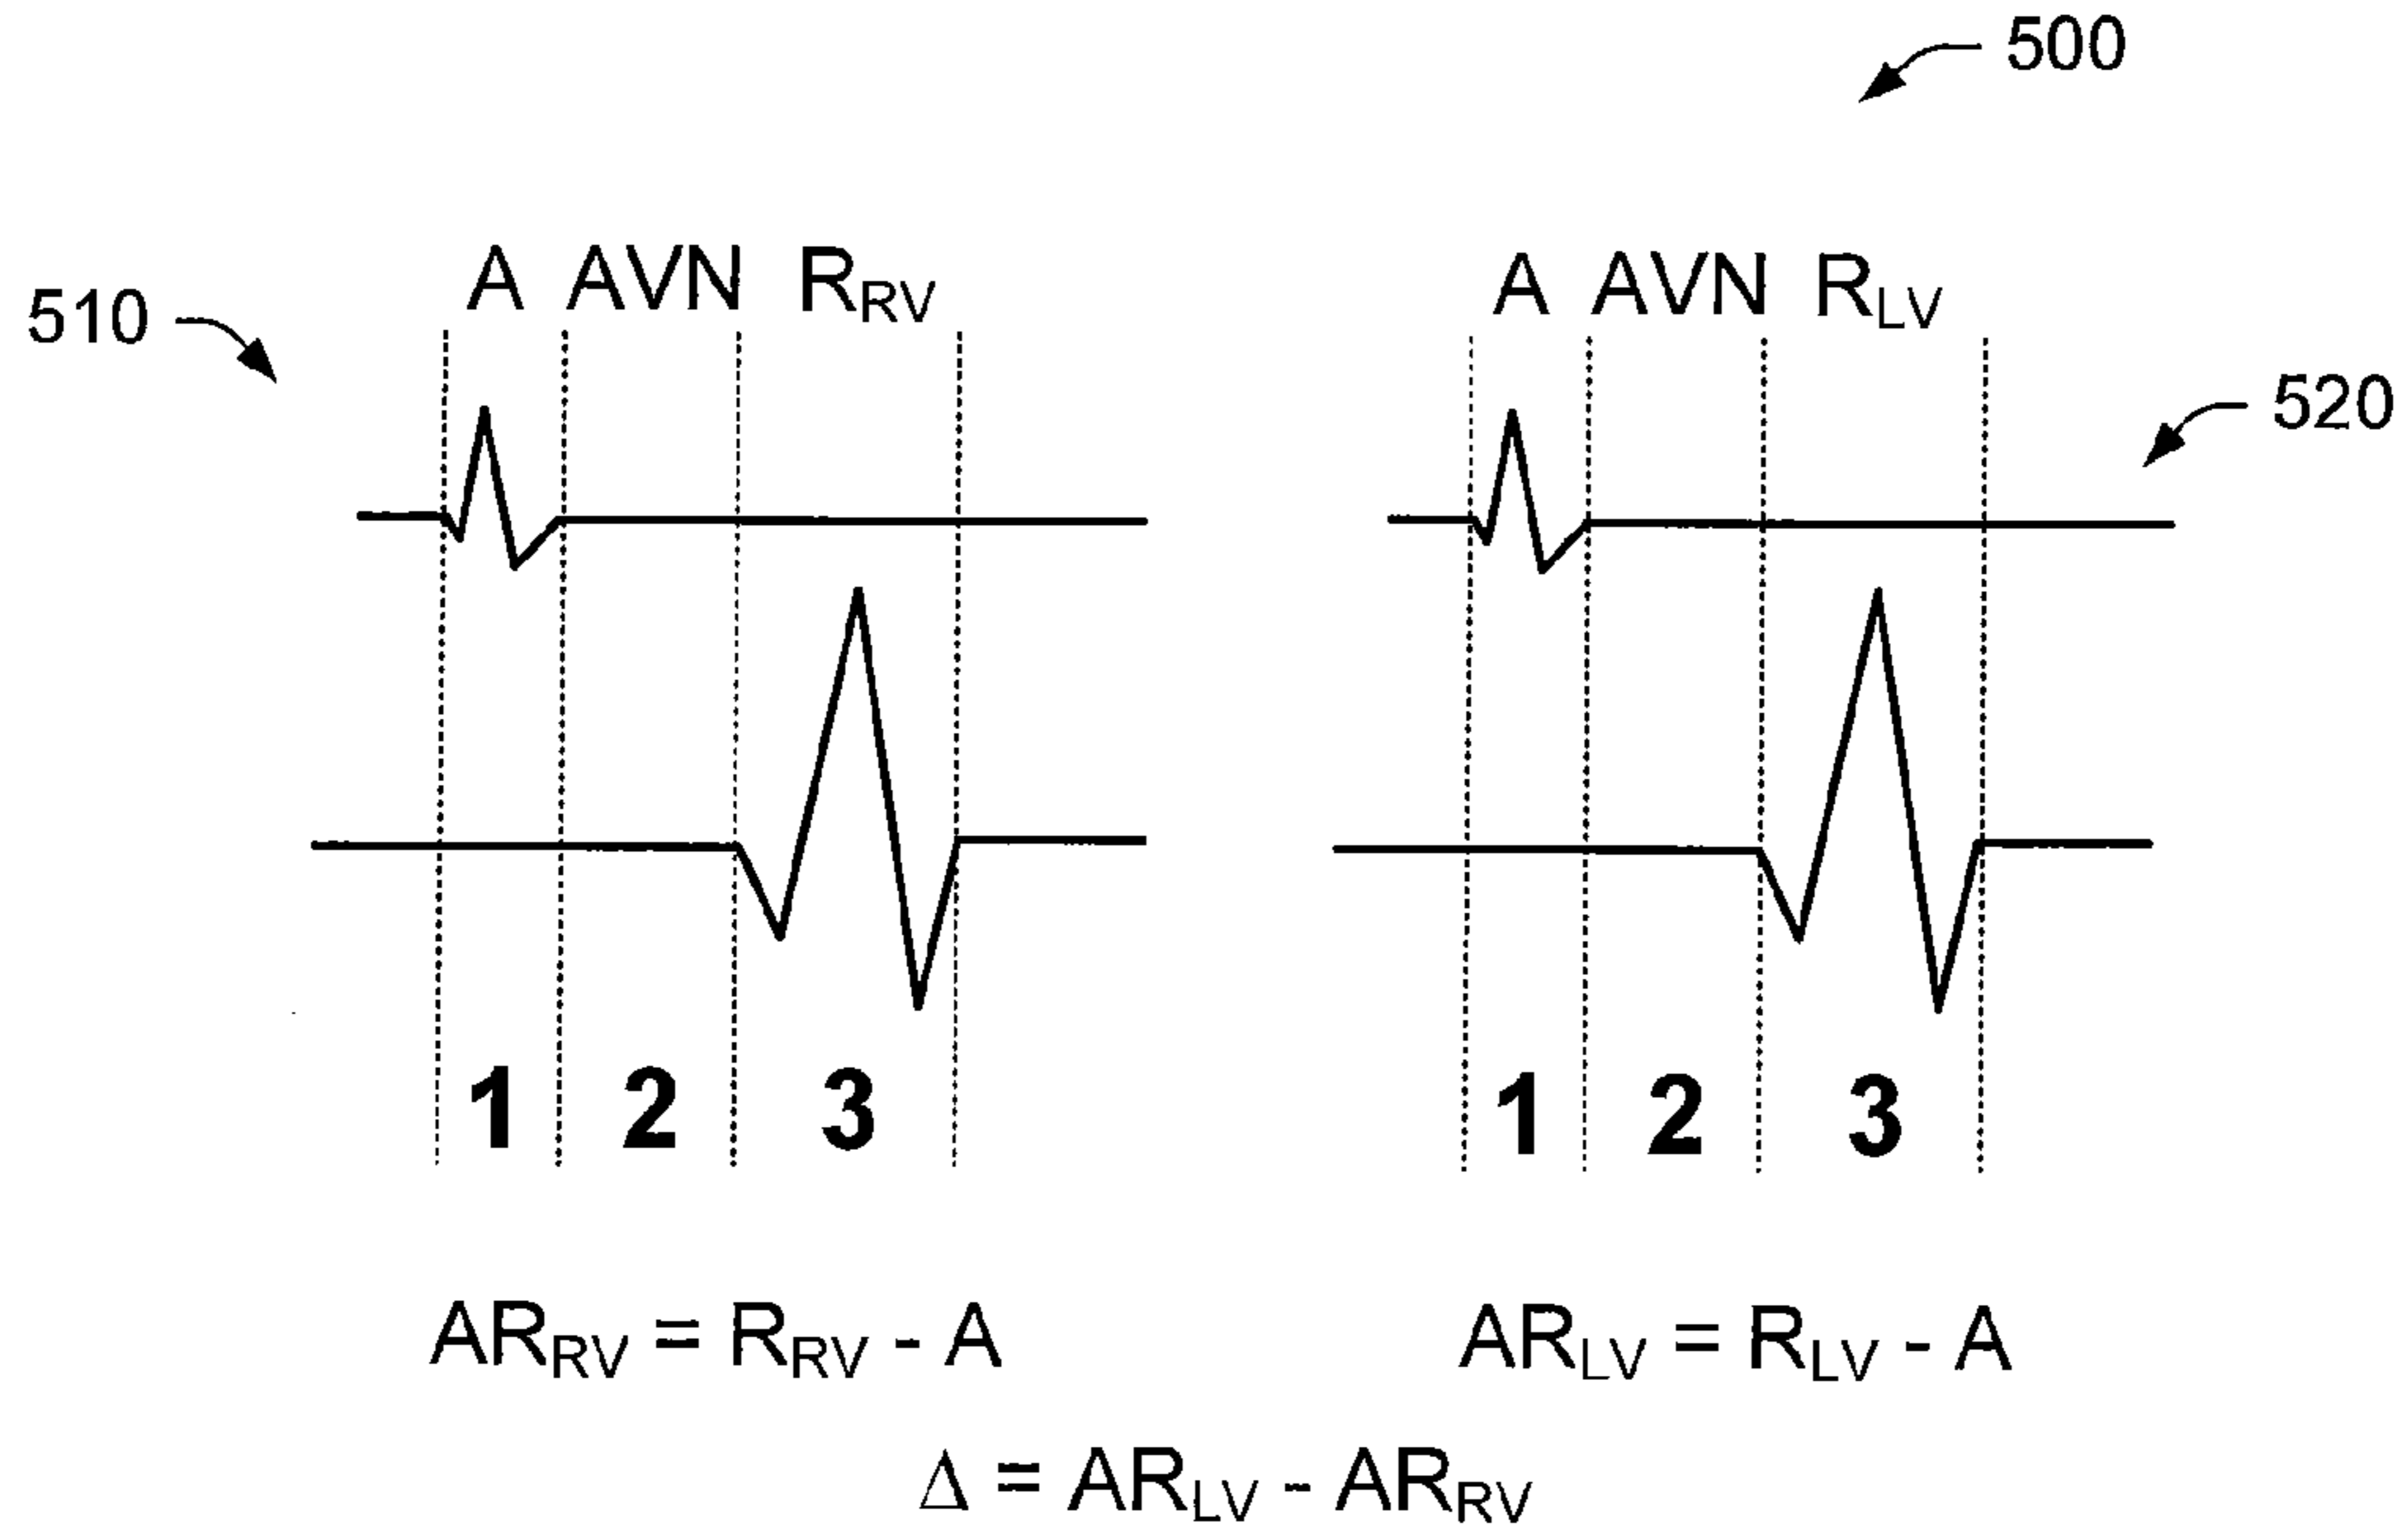 500
A AVN R_RV
A AVN R_LV
510
520
1 2 3
1 2 3
AR_RV = R_RV - A
AR_LV = R_LV - A
Δ = AR_LV - AR_RV